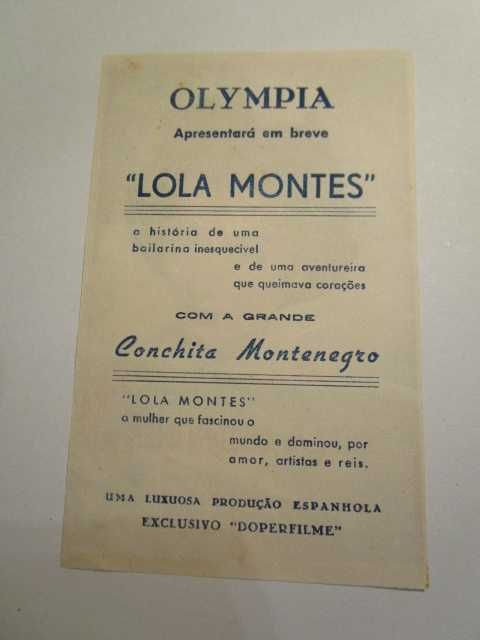 OLYMPIA
Apresentará em breve
"LOLA MONTES"
a história de uma
bailarina inesquecivel
e de uma aventureira
que queimava corações
COM A GRANDE
Conchita Montenegro
"LOLA MONTES"
a mulher que fascinou o
mundo e dominou, por
amor, artistas e reis.
UMA LUXUOSA PRODUÇÃO ESPANHOLA
EXCLUSIVO "DOPERFILME"